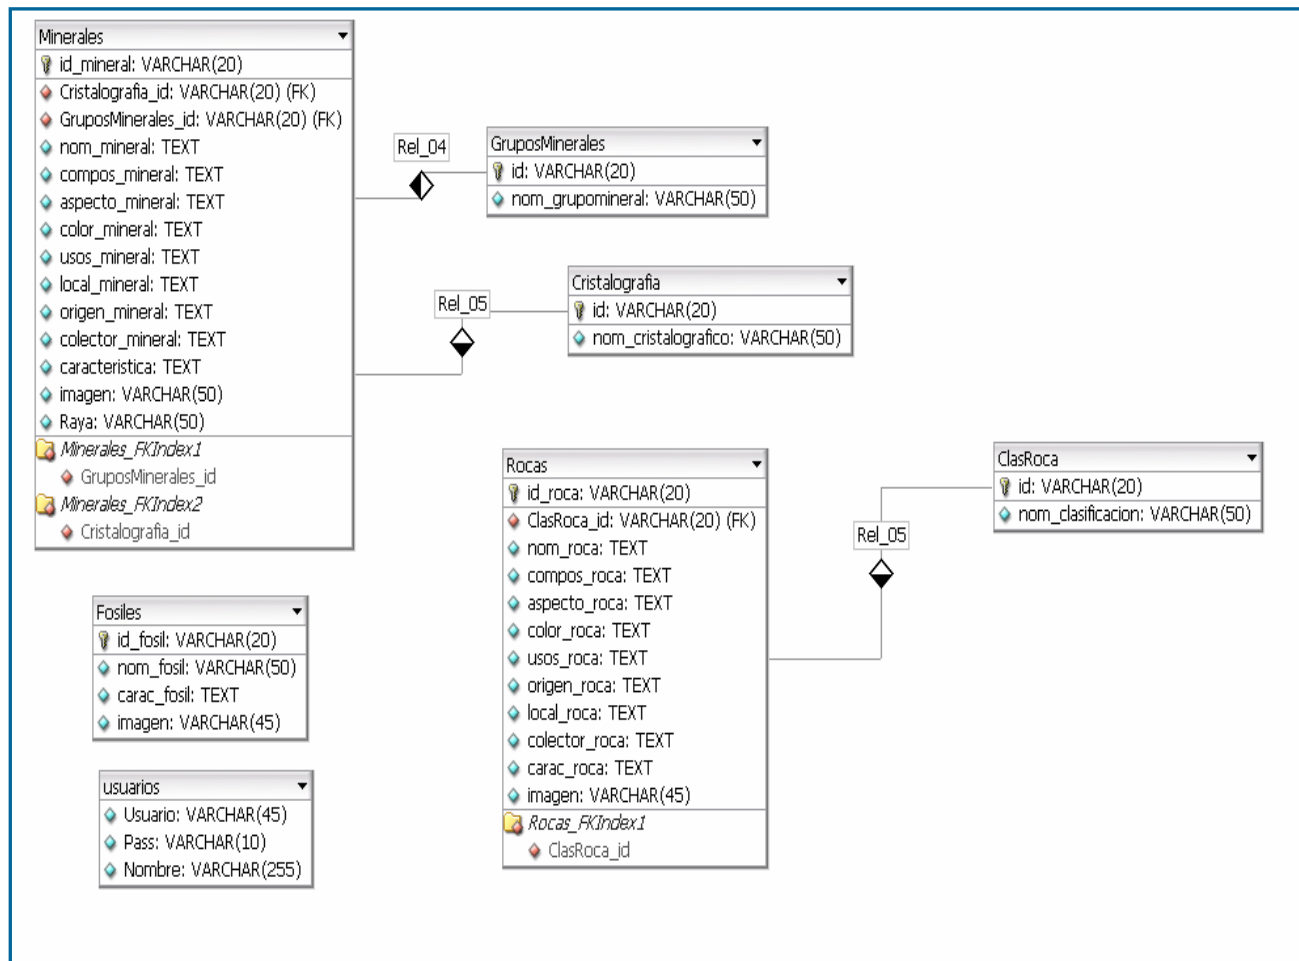 Minerales
id_mineral: VARCHAR(20)
Cristalografia_id: VARCHAR(20) (FK)
GruposMinerales_id: VARCHAR(20) (FK)
nom_mineral: TEXT
compos_mineral: TEXT
aspecto_mineral: TEXT
color_mineral: TEXT
usos_mineral: TEXT
local_mineral: TEXT
origen_mineral: TEXT
colector_mineral: TEXT
caracteristica: TEXT
imagen: VARCHAR(50)
Raya: VARCHAR(50)
Minerales_FKIndex1
GruposMinerales_id
Minerales_FKIndex2
Cristalografia_id
Rel_04
GruposMinerales
id: VARCHAR(20)
nom_grupomineral: VARCHAR(50)
Rel_05
Cristalografia
id: VARCHAR(20)
nom_cristalografico: VARCHAR(50)
Rocas
id_roca: VARCHAR(20)
ClasRoca_id: VARCHAR(20) (FK)
nom_roca: TEXT
compos_roca: TEXT
aspecto_roca: TEXT
color_roca: TEXT
usos_roca: TEXT
origen_roca: TEXT
local_roca: TEXT
colector_roca: TEXT
carac_roca: TEXT
imagen: VARCHAR(45)
Rocas_FKIndex1
ClasRoca_id
Rel_05
ClasRoca
id: VARCHAR(20)
nom_clasificacion: VARCHAR(50)
Fosiles
id_fosil: VARCHAR(20)
nom_fosil: VARCHAR(50)
carac_fosil: TEXT
imagen: VARCHAR(45)
usuarios
Usuario: VARCHAR(45)
Pass: VARCHAR(10)
Nombre: VARCHAR(255)